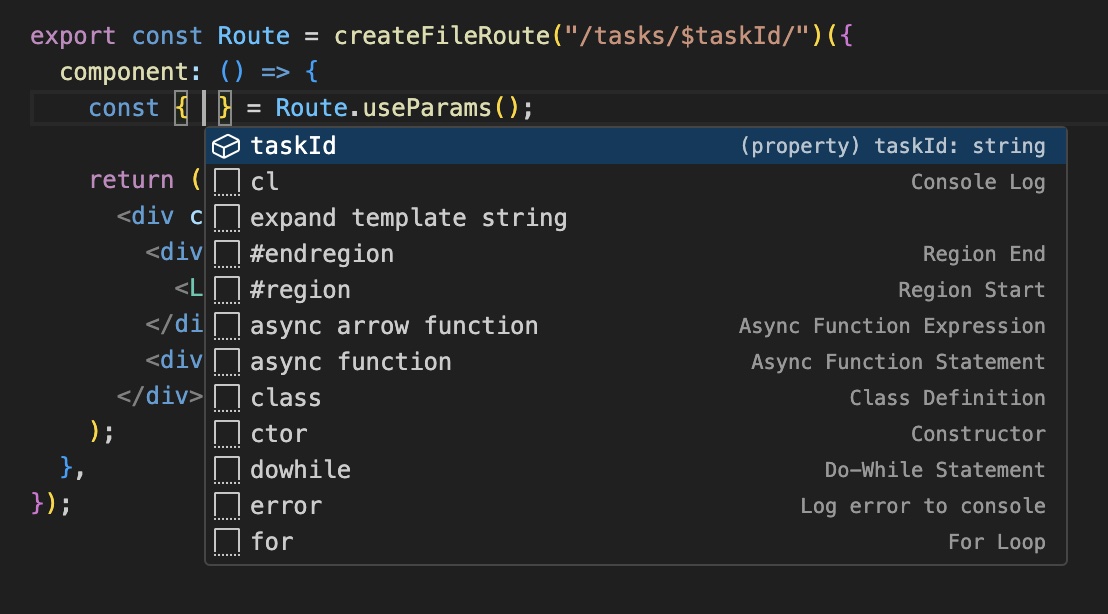 export const Route = createFileRoute("/tasks/$taskId/")({
component: () => {
const { } = Route.useParams();
taskId (property) taskId: string
return ( cl Console Log
<div c expand template string
<div #endregion Region End
<L #region Region Start
</di async arrow function Async Function Expression
<div async function Async Function Statement
</div> class Class Definition
); ctor Constructor
}, dowhile Do-While Statement
}); error Log error to console
for For Loop